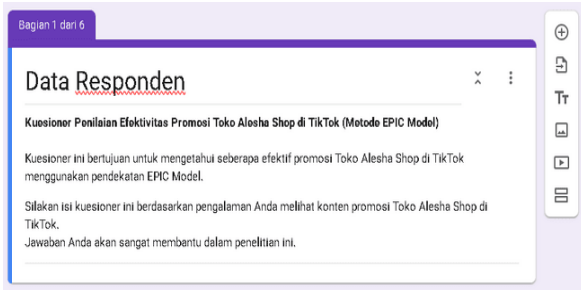 Bagian 1 dari 6
Data Responden
Kuesioner Penilaian Efektivitas Promosi Toko Alesha Shop di TikTok (Metode EPIC Model)
Kuesioner ini bertujuan untuk mengetahui seberapa efektif promosi Toko Alesha Shop di TikTok
menggunakan pendekatan EPIC Model.
Silakan isi kuesioner ini berdasarkan pengalaman Anda melihat konten promosi Toko Alesha Shop di
TikTok.
Jawaban Anda akan sangat membantu dalam penelitian ini.
Tт